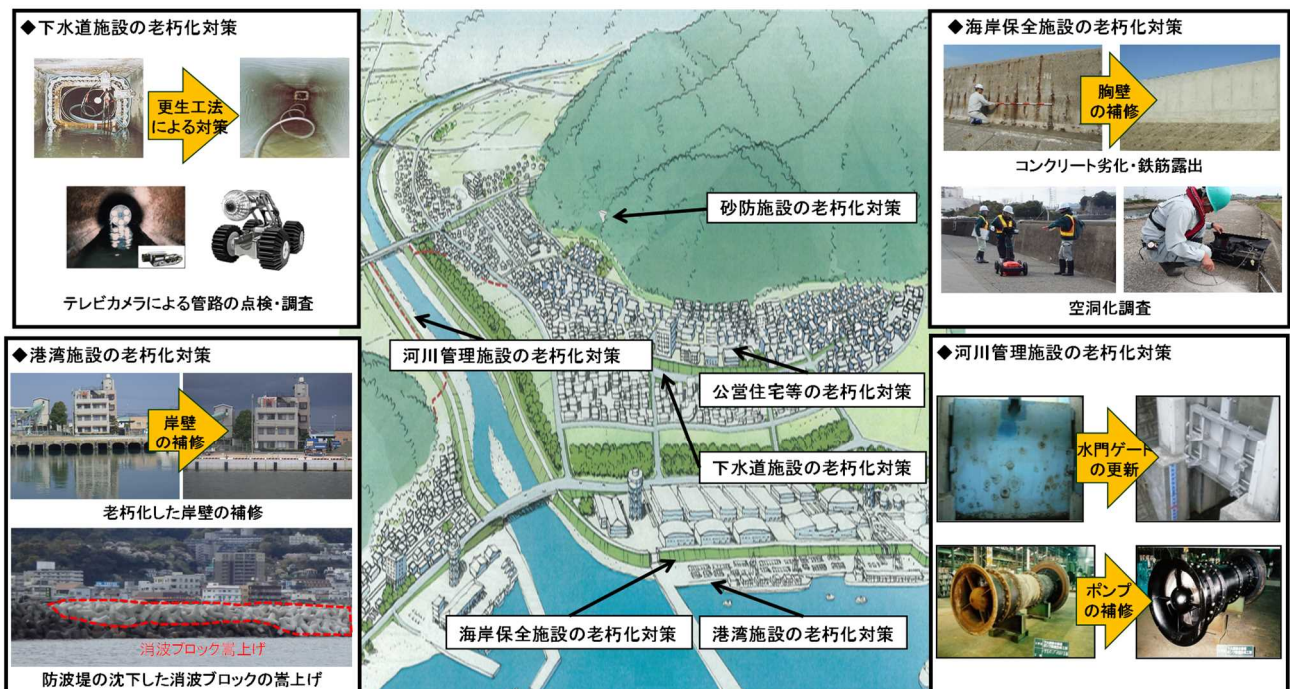 ◆下水道施設の老朽化対策
更生工法
による対策
テレビカメラによる管路の点検・調査
◆港湾施設の老朽化対策
岸壁
の補修
老朽化した岸壁の補修
消波ブロック嵩上げ
防波堤の沈下した消波ブロックの嵩上げ
砂防施設の老朽化対策
河川管理施設の老朽化対策
公営住宅等の老朽化対策
下水道施設の老朽化対策
海岸保全施設の老朽化対策
港湾施設の老朽化対策
◆海岸保全施設の老朽化対策
胸壁
の補修
コンクリート劣化・鉄筋露出
空洞化調査
◆河川管理施設の老朽化対策
水門ゲート
の更新
ポンプ
の補修